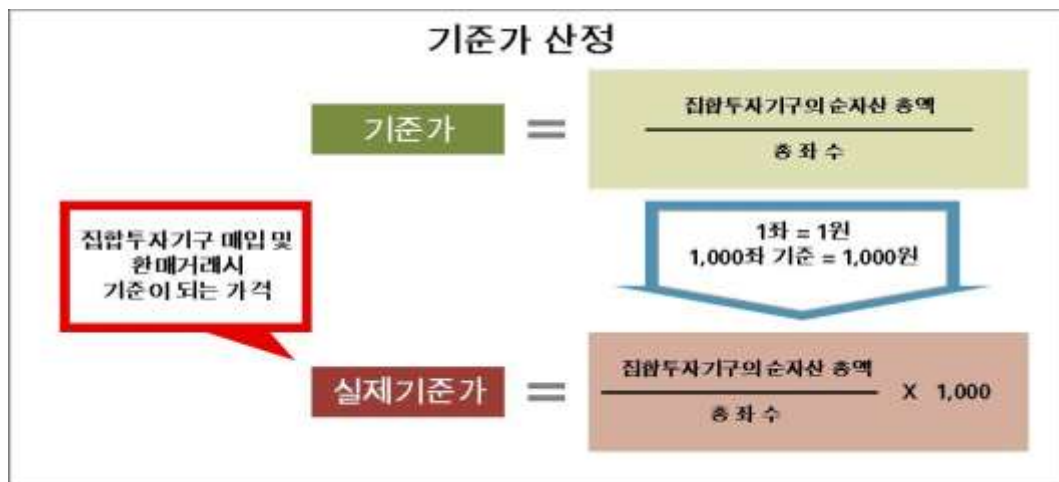 기준가 산정
기준가 = 집합투자기구의 순자산 총액
총 좌 수
1좌 = 1원
1,000좌 기준 = 1,000원
집합투자기구 매입 및
환매거래시
기준이 되는 가격
실제기준가 = 집합투자기구의 순자산 총액
총 좌 수
X 1,000